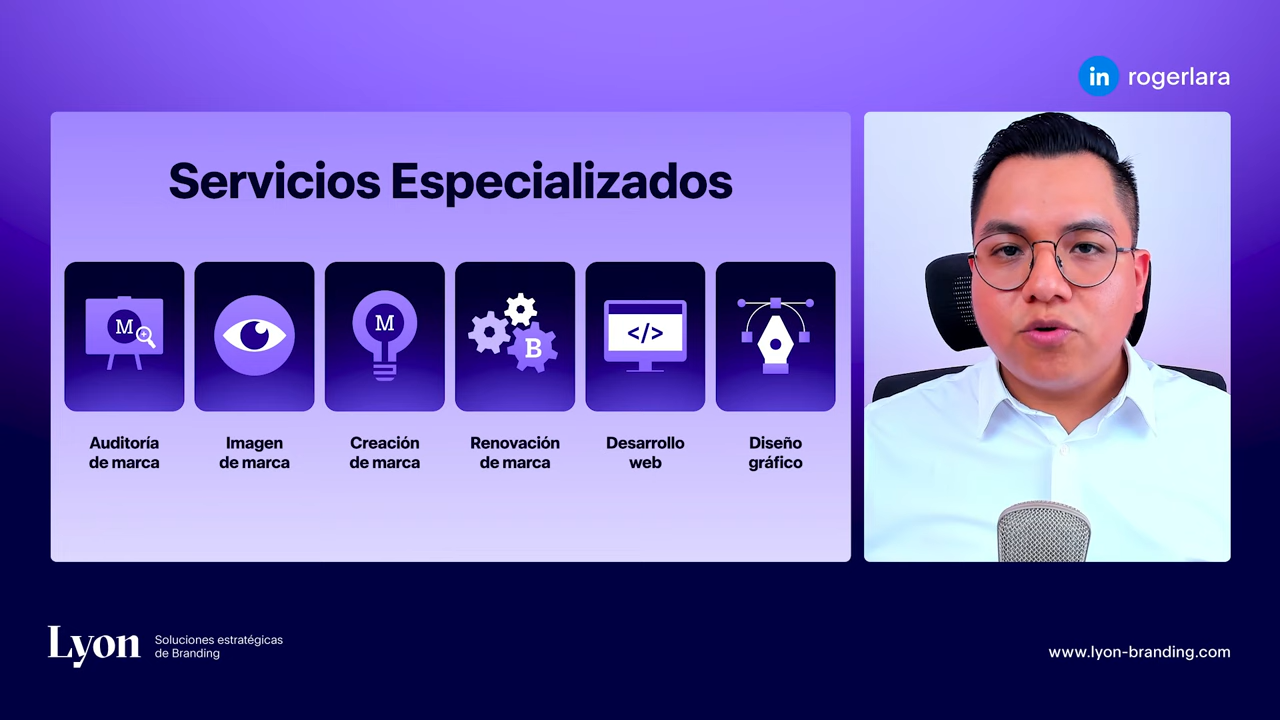 in rogerlara
Servicios Especializados
M
M
B
</>
Auditoría
de marca
Imagen
de marca
Creación
de marca
Renovación
de marca
Desarrollo
web
Diseño
gráfico
Lyon
Soluciones estratégicas
de Branding
www.lyon-branding.com